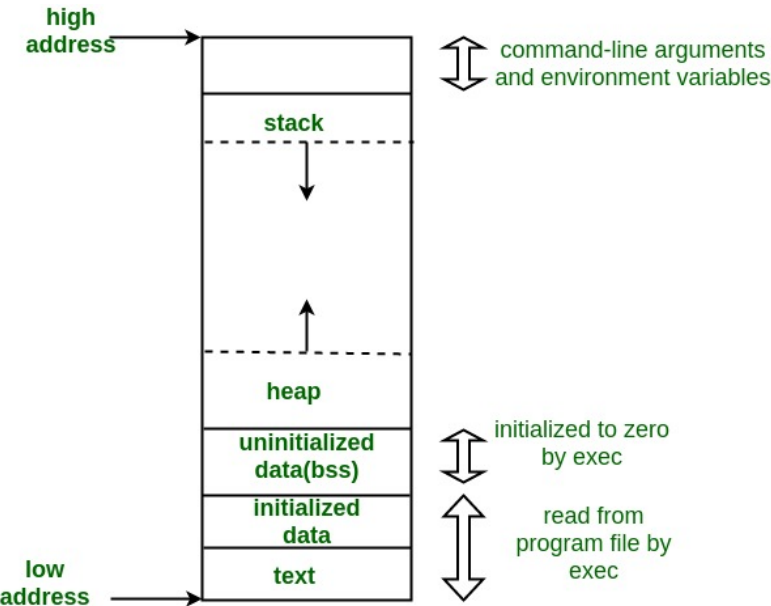 high
address
command-line arguments
and environment variables
stack
heap
uninitialized
data(bss)
initialized to zero
by exec
initialized
data
read from
program file by
exec
text
low
address